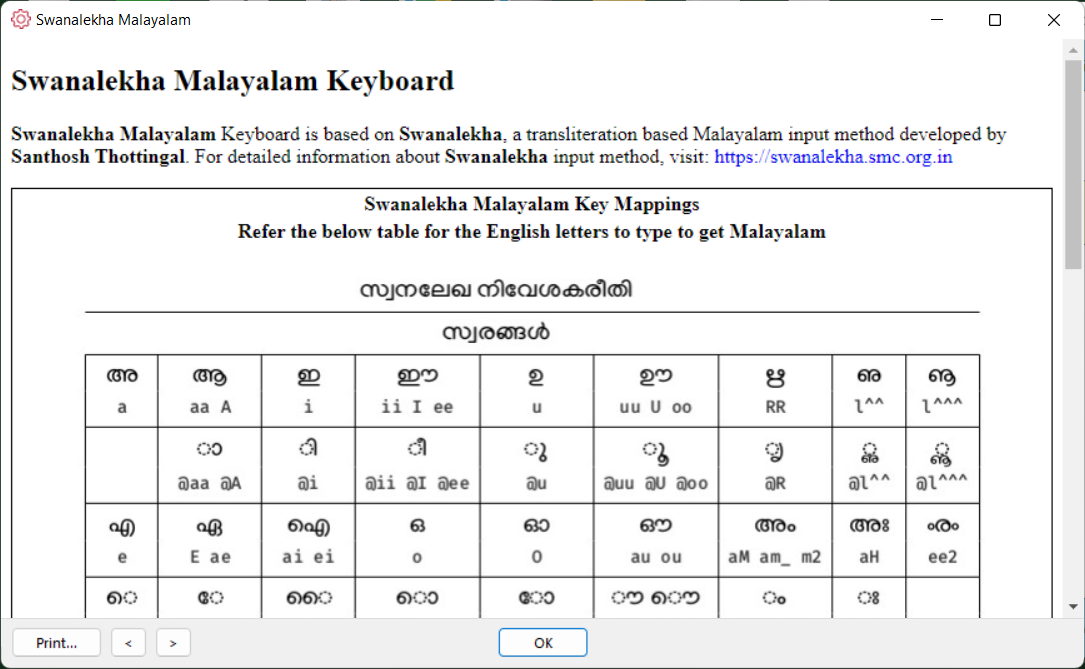 Swanalekha Malayalam
Swanalekha Malayalam Keyboard
Swanalekha Malayalam Keyboard is based on Swanalekha, a transliteration based Malayalam input method developed by
Santhosh Thottingal. For detailed information about Swanalekha input method, visit: https://swanalekha.smc.org.in
Swanalekha Malayalam Key Mappings
Refer the below table for the English letters to type to get Malayalam
സ്വനലേഖ നിവേശകരീതി
സ്വരങ്ങൾ
അ ആ ഇ ഈ ഉ ഊ ഋ ഌ ൡ
a aa A i ii I ee u uu U oo RR l^^ l^^^
ാ ി ീ ു ൂ ൃ ൢ ൣ
@aa @A @i @ii @I @ee @u @uu @U @oo @R @l^^ @l^^^
എ ഏ ഐ ഒ ഓ ഔ അം അഃ ൟ
e E ae ai ei o O au ou aM am_ m2 aH ee2
െ േ ൈ ൊ ോ ൗ ൌ ം ഃ
Print... < > OK